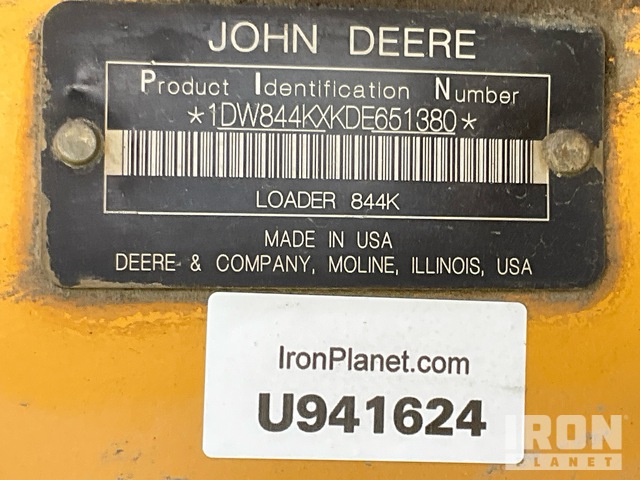 JOHN DEERE
Product Identification Number
*1DW844KXKDE651380*
LOADER 844K
MADE IN USA
DEERE & COMPANY, MOLINE, ILLINOIS, USA
IronPlanet.com
U941624
IRON
PLANET